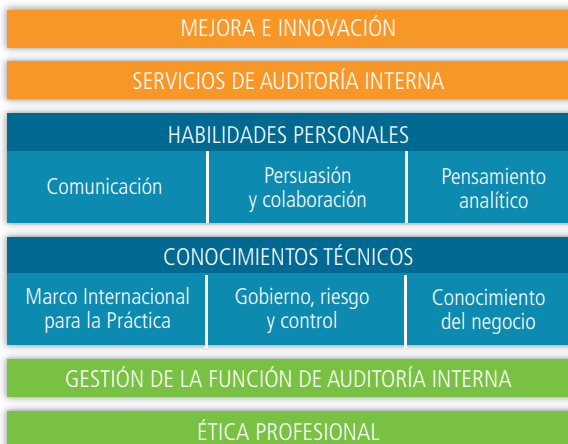 MEJORA E INNOVACIÓN
SERVICIOS DE AUDITORÍA INTERNA
HABILIDADES PERSONALES
Comunicación
Persuasión
y colaboración
Pensamiento
analítico
CONOCIMIENTOS TÉCNICOS
Marco Internacional
para la Práctica
Gobierno, riesgo
y control
Conocimiento
del negocio
GESTIÓN DE LA FUNCIÓN DE AUDITORÍA INTERNA
ÉTICA PROFESIONAL